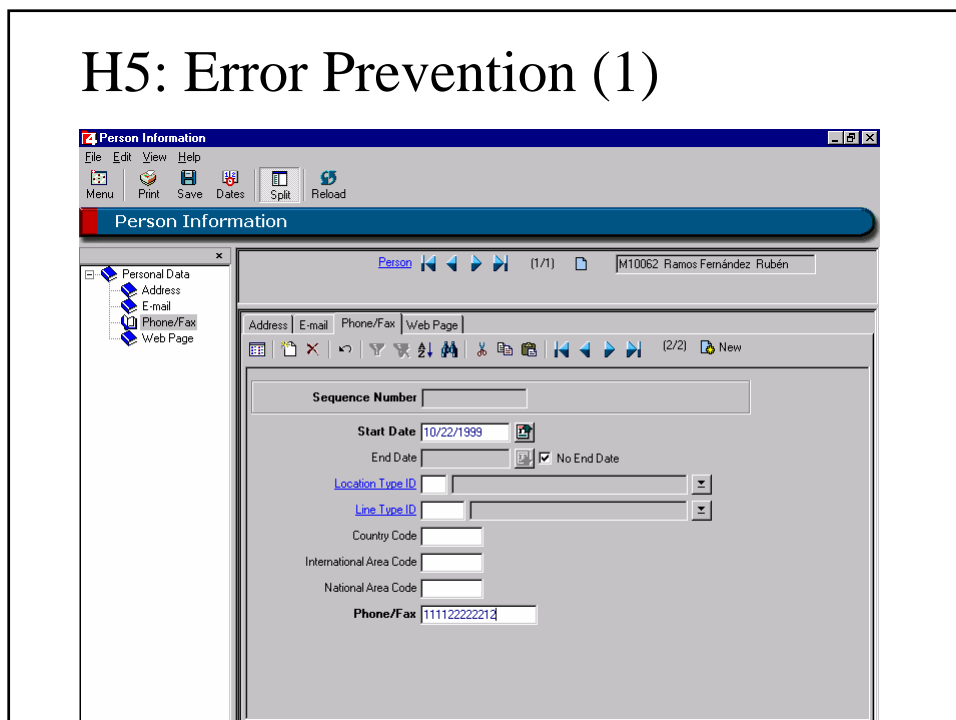 H5: Error Prevention (1)
Person Information
File Edit View Help
Menu Print Save Dates Split Reload
Person Information
Personal Data
Address
E-mail
Phone/Fax
Web Page
Person (1/1) M10062 Ramos Fernández Rubén
Address E-mail Phone/Fax Web Page
(2/2) New
Sequence Number
Start Date 10/22/1999
End Date No End Date
Location Type ID
Line Type ID
Country Code
International Area Code
National Area Code
Phone/Fax 111122222212